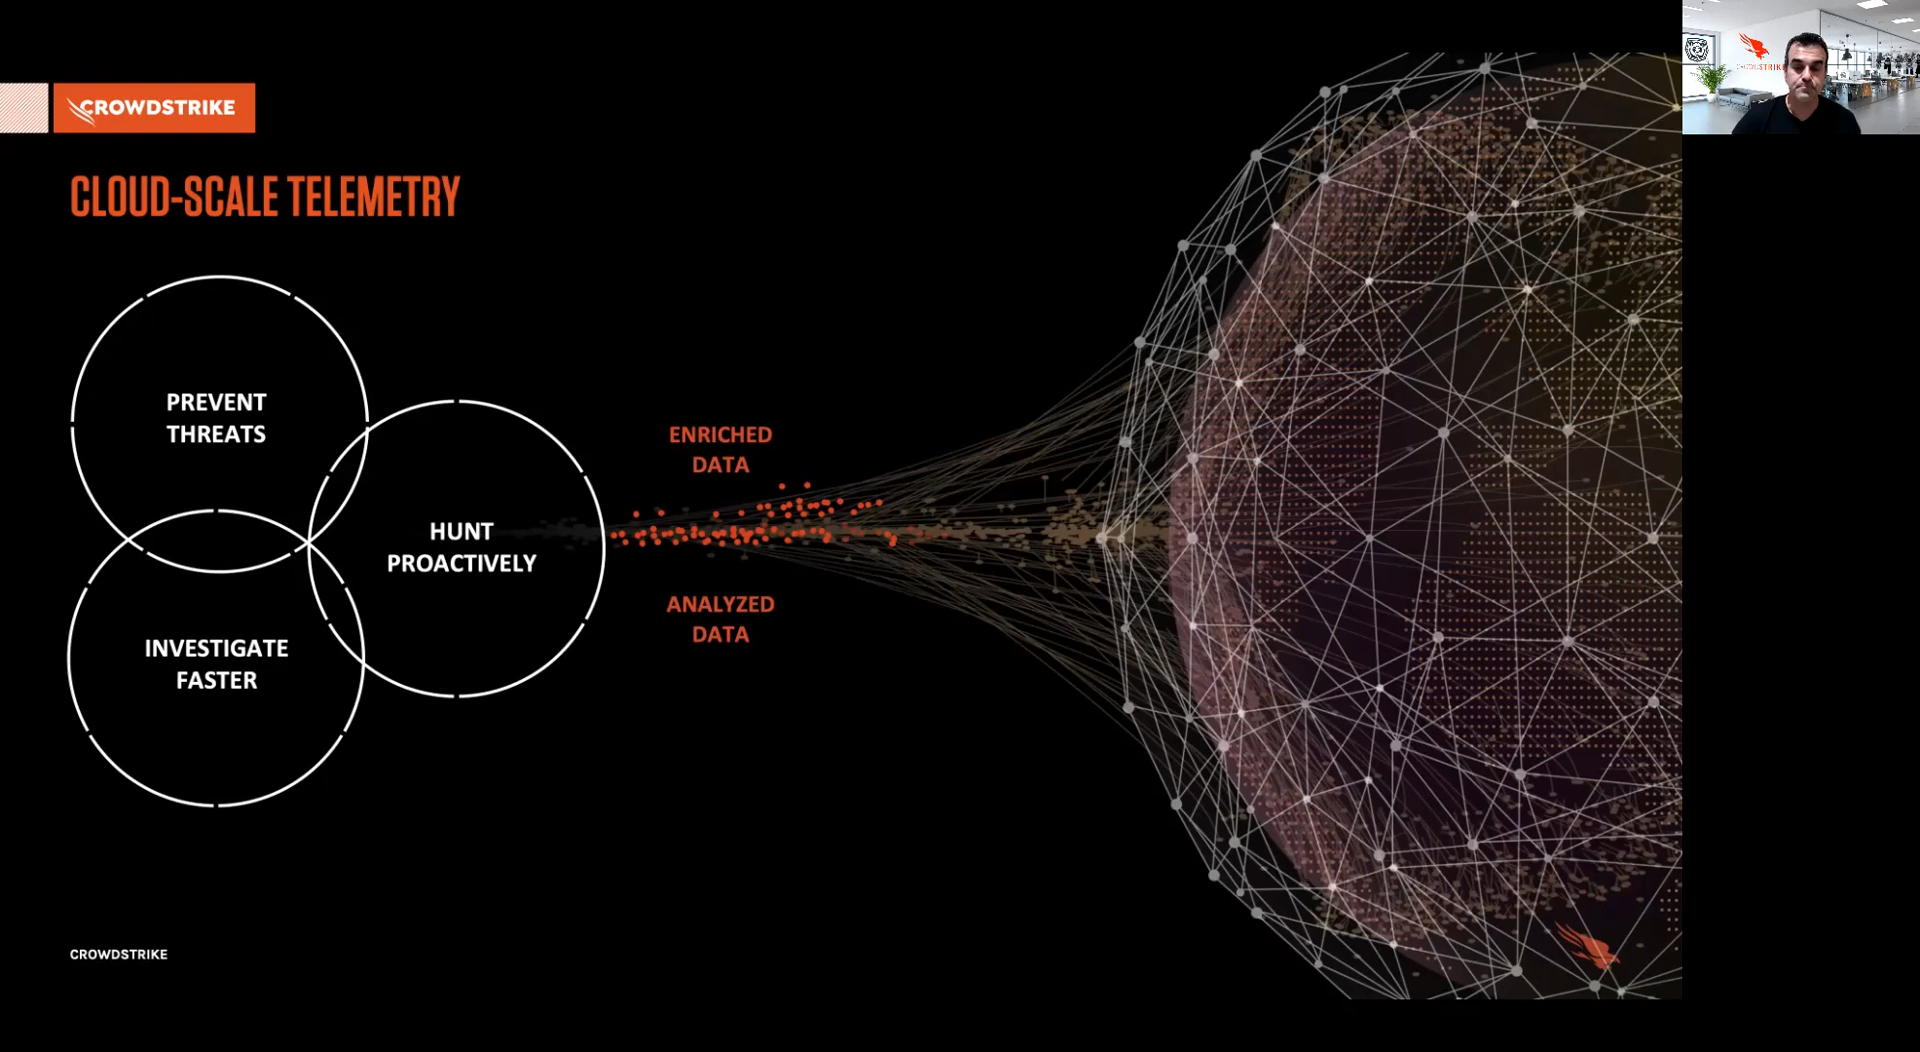 CROWDSTRIKE
CLOUD-SCALE TELEMETRY
PREVENT
THREATS
HUNT
PROACTIVELY
INVESTIGATE
FASTER
ENRICHED
DATA
ANALYZED
DATA
CROWDSTRIKE